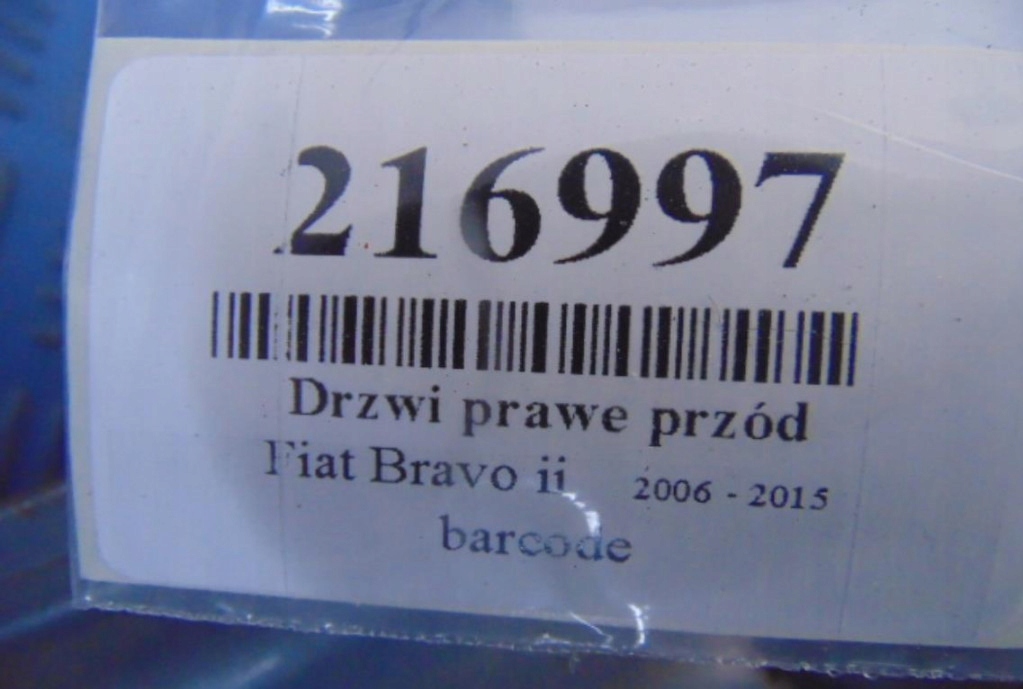 216997
Drzwi prawe przód
Fiat Bravo ii 2006 - 2015
barcode